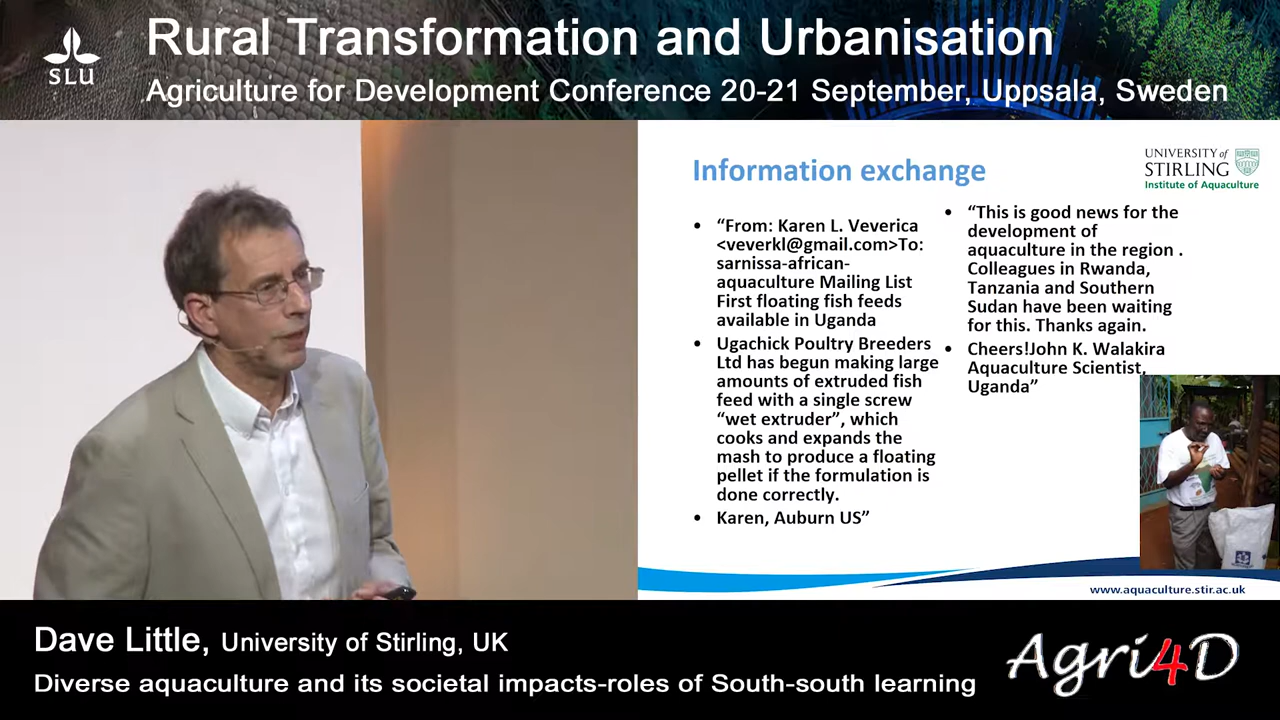 Rural Transformation and Urbanisation
SLU
Agriculture for Development Conference 20-21 September, Uppsala, Sweden
Information exchange
UNIVERSITY of
STIRLING
Institute of Aquaculture
• “From: Karen L. Veverica
<veverkl@gmail.com>To:
sarnissa-african-
aquaculture Mailing List
First floating fish feeds
available in Uganda
• Ugachick Poultry Breeders
Ltd has begun making large
amounts of extruded fish
feed with a single screw
“wet extruder”, which
cooks and expands the
mash to produce a floating
pellet if the formulation is
done correctly.
• Karen, Auburn US”
• “This is good news for the
development of
aquaculture in the region .
Colleagues in Rwanda,
Tanzania and Southern
Sudan have been waiting
for this. Thanks again.
• Cheers!John K. Walakira
Aquaculture Scientist,
Uganda”
www.aquaculture.stir.ac.uk
Dave Little, University of Stirling, UK
Diverse aquaculture and its societal impacts-roles of South-south learning
Agri4D